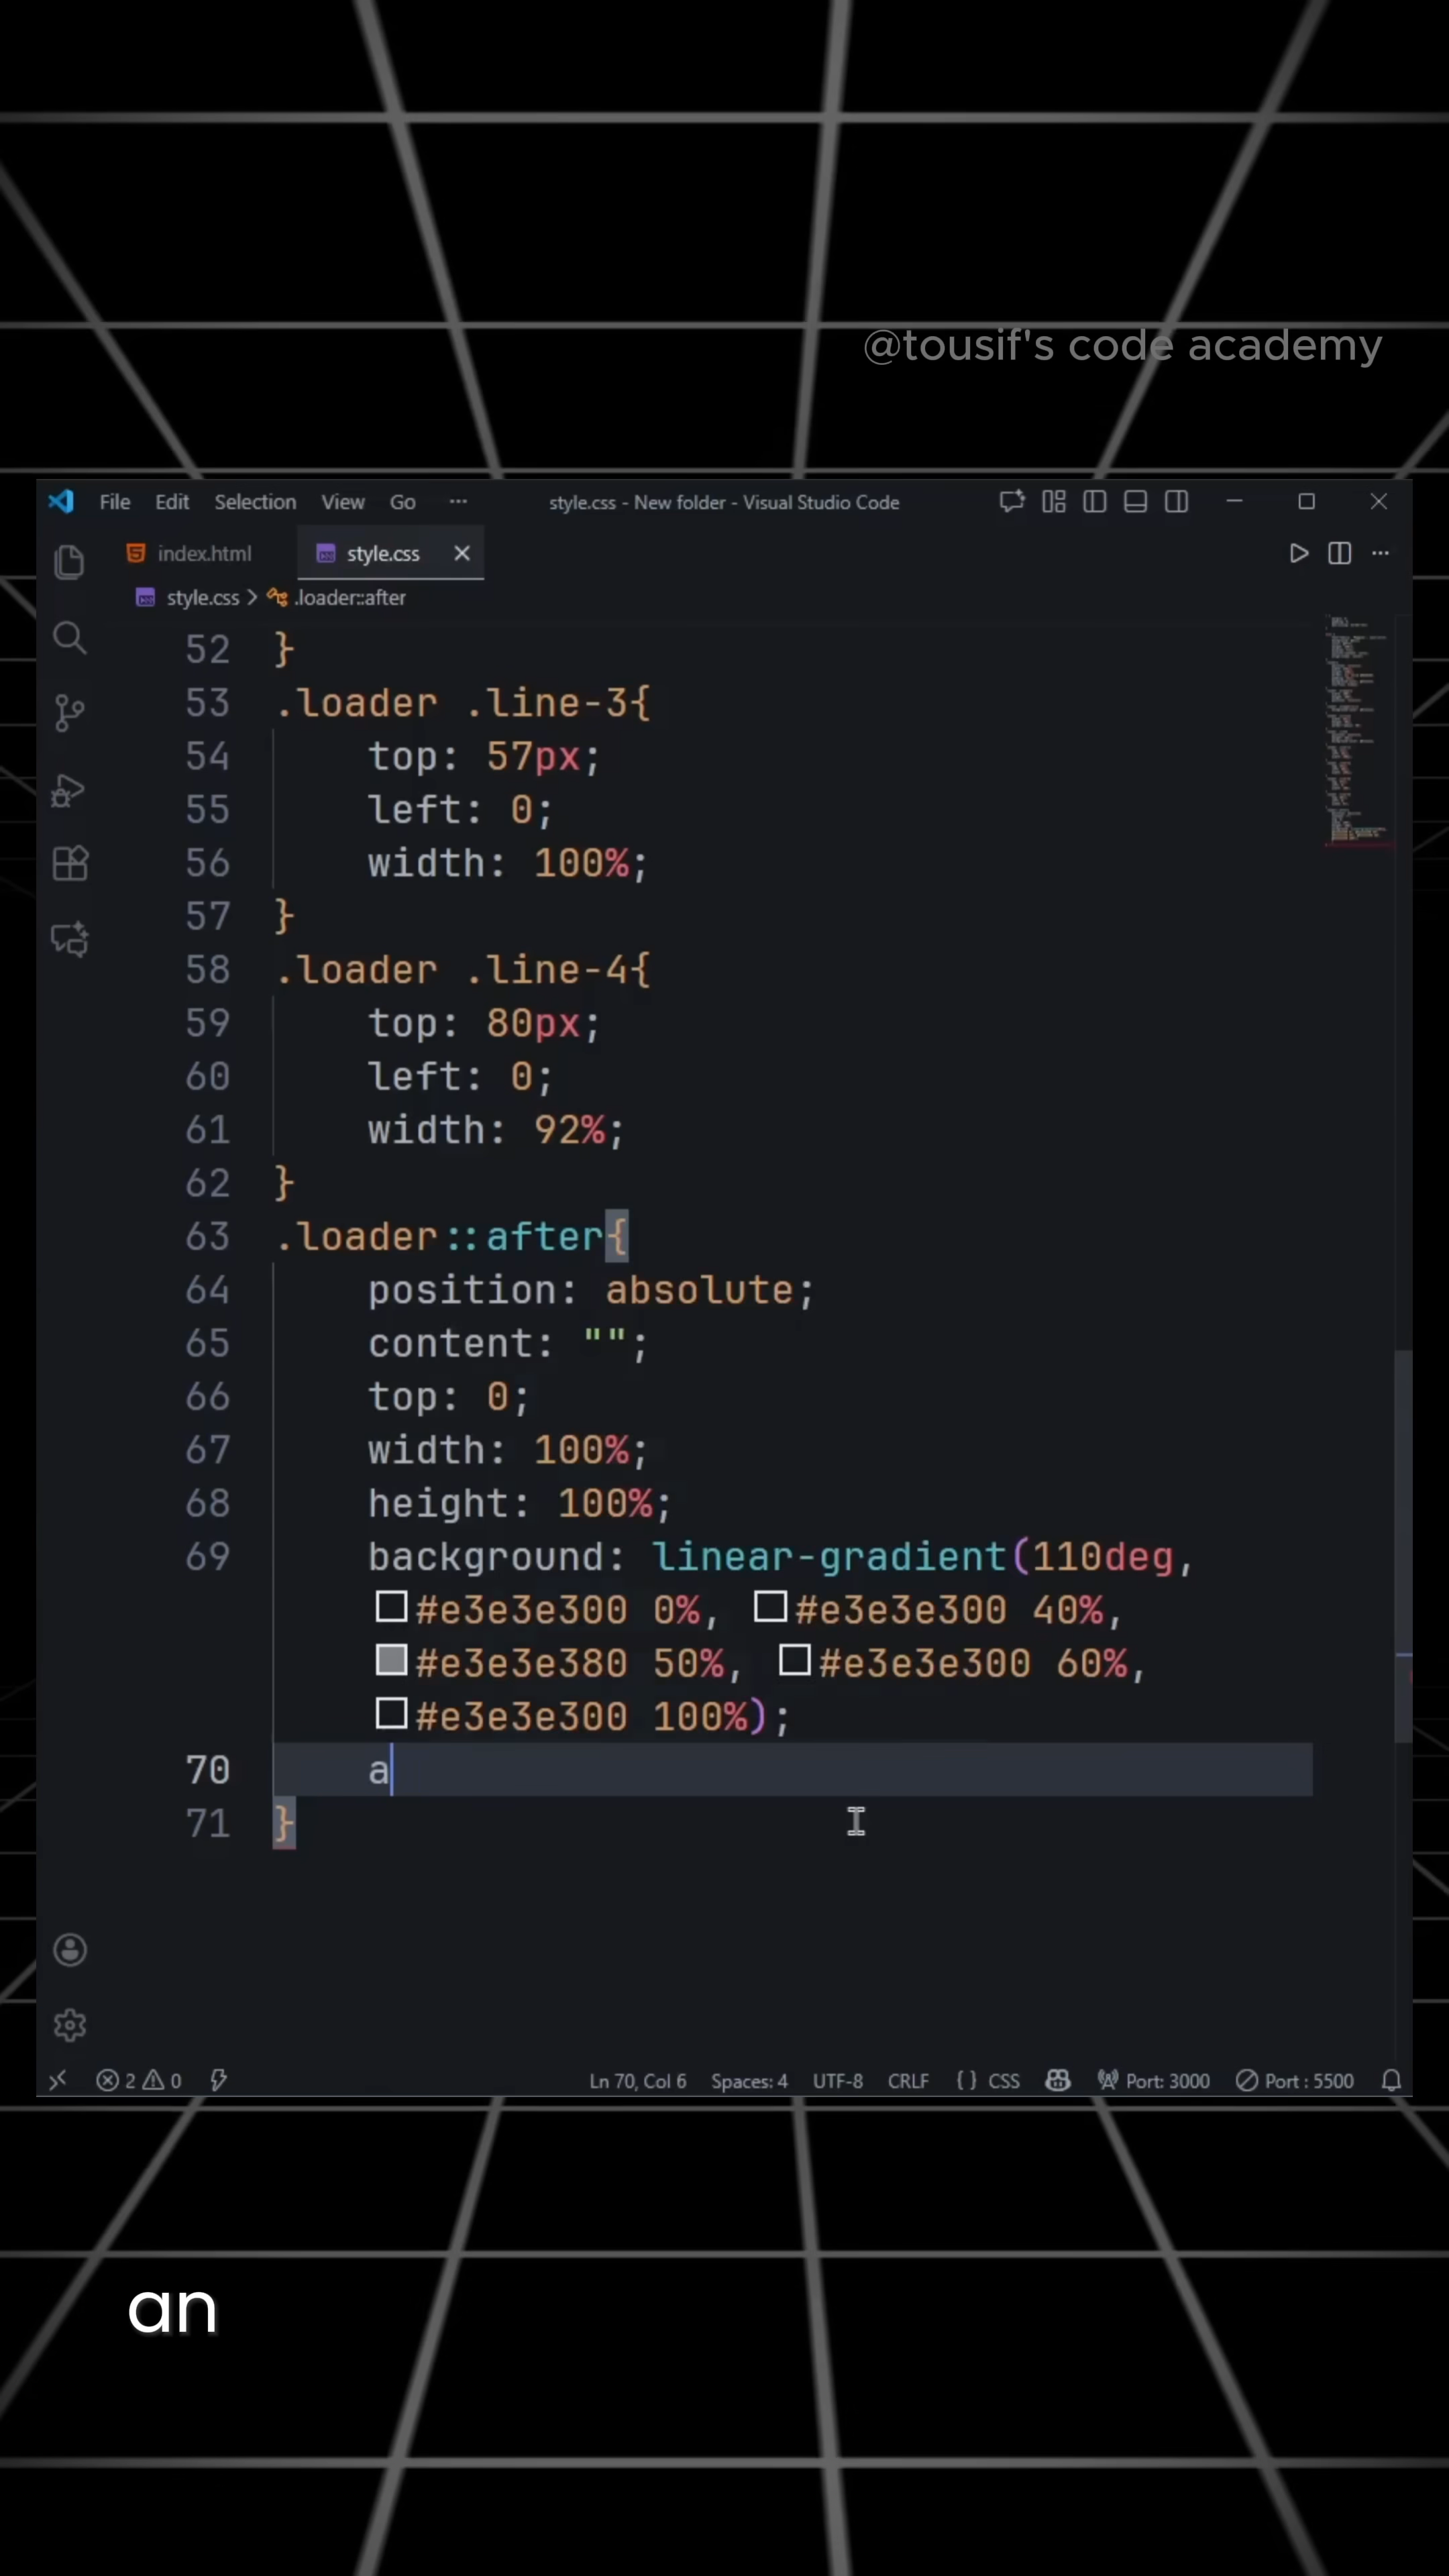 @tousif's code academy
File Edit Selection View Go ··· style.css - New folder - Visual Studio Code
index.html style.css
style.css > .loader::after
52 }
53 .loader .line-3{
54 top: 57px;
55 left: 0;
56 width: 100%;
57 }
58 .loader .line-4{
59 top: 80px;
60 left: 0;
61 width: 92%;
62 }
63 .loader::after{
64 position: absolute;
65 content: "";
66 top: 0;
67 width: 100%;
68 height: 100%;
69 background: linear-gradient(110deg,
#e3e3e300 0%, #e3e3e300 40%,
#e3e3e380 50%, #e3e3e300 60%,
#e3e3e300 100%);
70 a
71 }
2 0 Ln 70, Col 6 Spaces: 4 UTF-8 CRLF { } CSS Port: 3000 Port : 5500
an